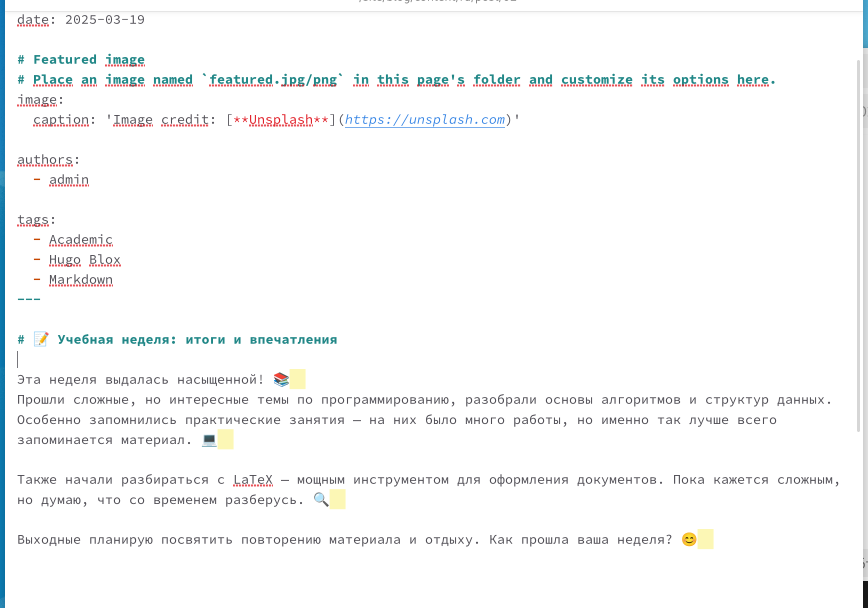 date: 2025-03-19
# Featured image
# Place an image named `featured.jpg/png` in this page's folder and customize its options here.
image:
  caption: 'Image credit: [**Unsplash**](https://unsplash.com)'
authors:
  - admin
tags:
  - Academic
  - Hugo Blox
  - Markdown
---
# 📝 Учебная неделя: итоги и впечатления
Эта неделя выдалась насыщенной! 📚
Прошли сложные, но интересные темы по программированию, разобрали основы алгоритмов и структур данных.
Особенно запомнились практические занятия — на них было много работы, но именно так лучше всего
запоминается материал. 💻
Также начали разбираться с LaTeX — мощным инструментом для оформления документов. Пока кажется сложным,
но думаю, что со временем разберусь. 🔍
Выходные планирую посвятить повторению материала и отдыху. Как прошла ваша неделя? 😊